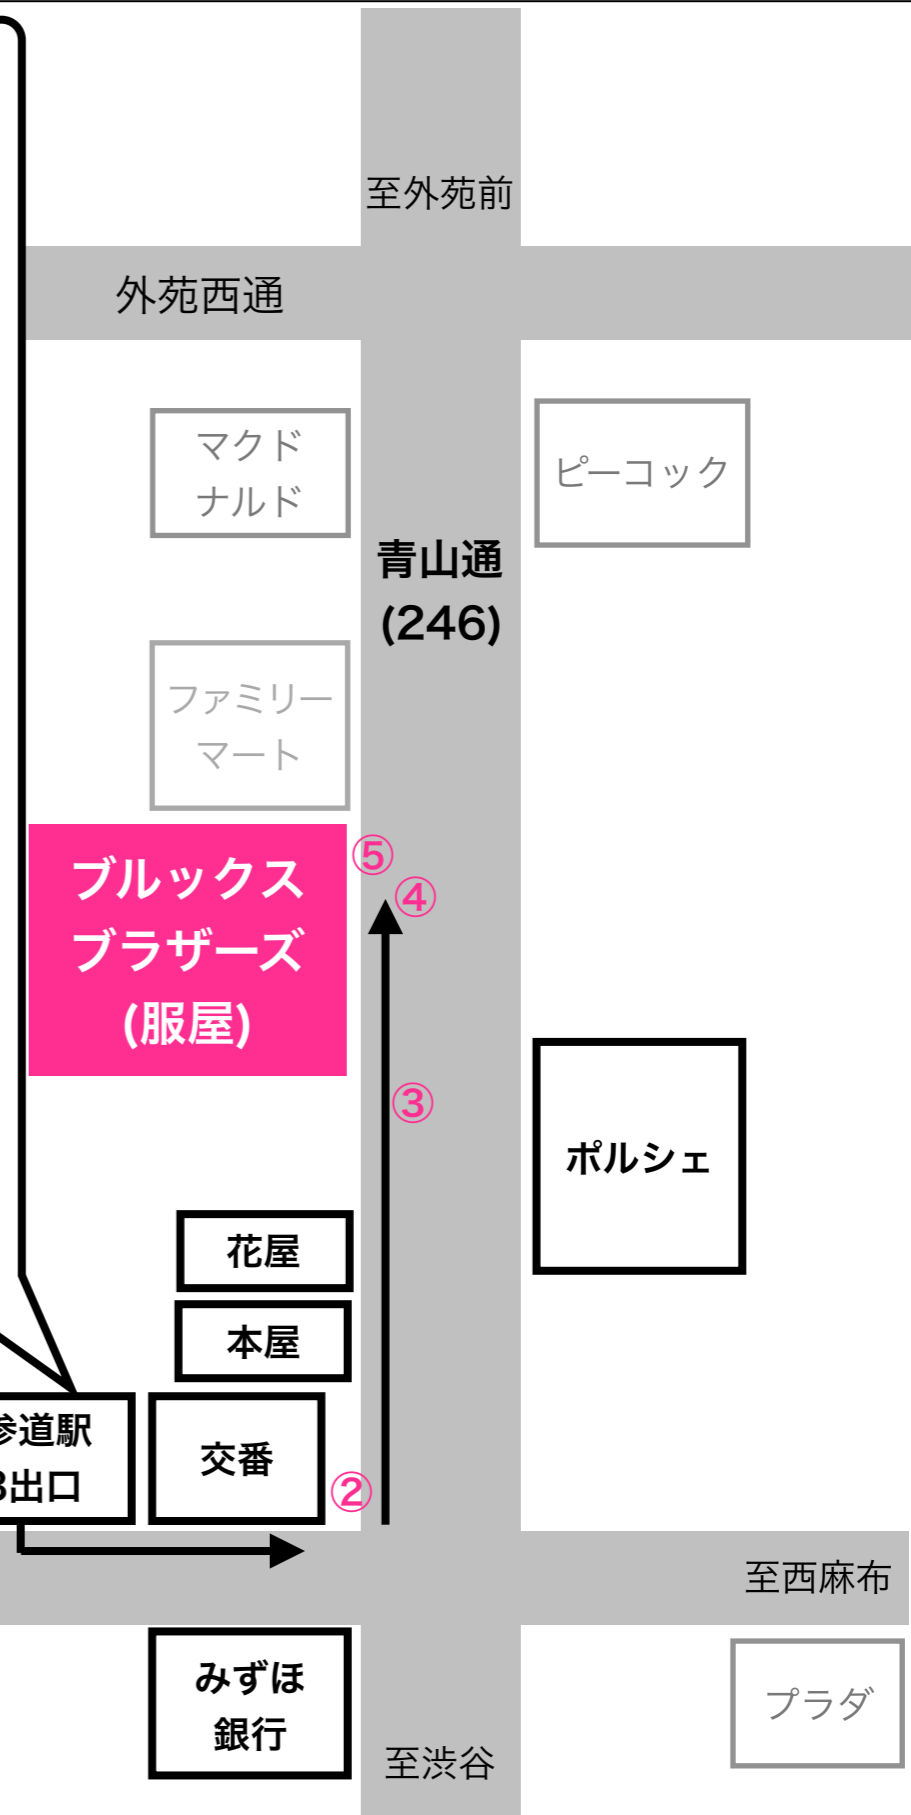 至外苑前
外苑西通
マクド
ナルド
ピーコック
青山通
(246)
ファミリー
マート
ブルックス
ブラザーズ
(服屋)
⑤
④
③
ポルシェ
花屋
本屋
参道駅
3出口
交番
②
至西麻布
みずほ
銀行
プラダ
至渋谷